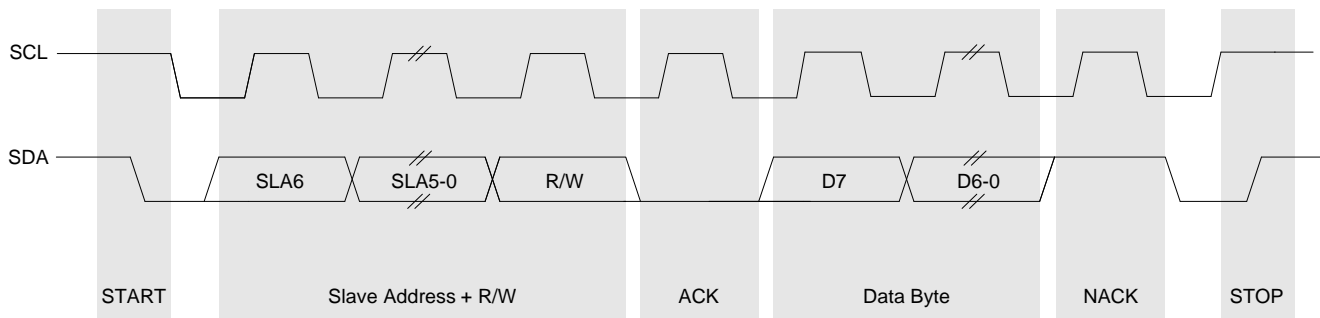 SCL
SDA
SLA6
SLA5-0
R/W
D7
D6-0
START
Slave Address + R/W
ACK
Data Byte
NACK
STOP